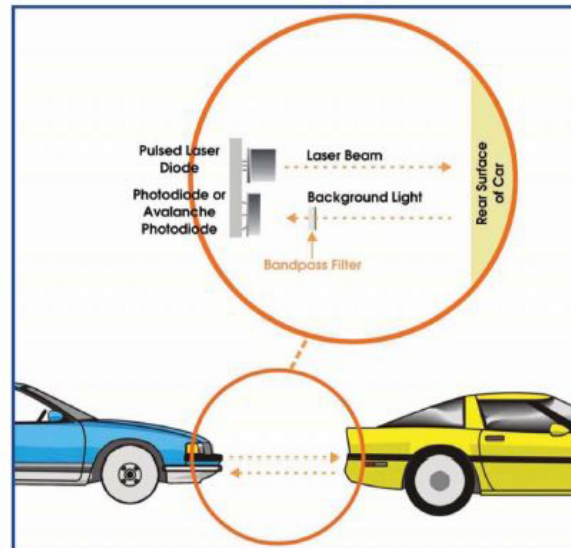 Pulsed Laser
Diode
Laser Beam
Photodiode or
Avalanche
Photodiode
Background Light
Bandpass Filter
Rear Surface
of Car